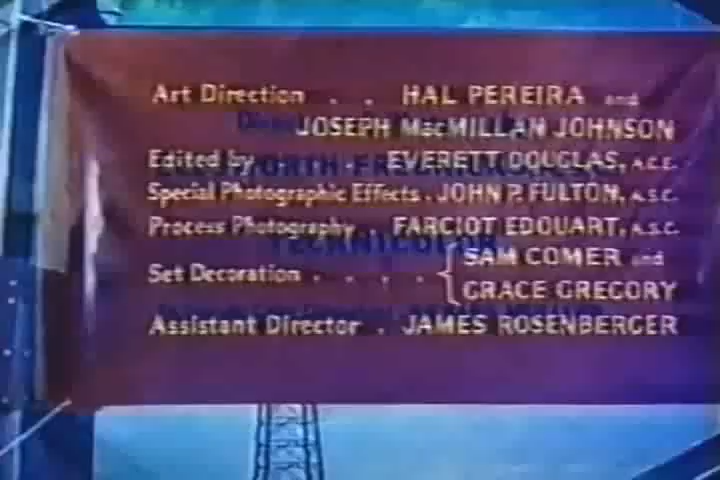 Art Direction . . HAL PEREIRA and
JOSEPH MacMILLAN JOHNSON
Edited by . EVERETT DOUGLAS, A.C.E.
Special Photographic Effects . JOHN P. FULTON, A.S.C.
Process Photography . FARCIOT EDOUART, A.S.C.
TECHNICOLOR
Set Decoration . . . . { SAM COMER and
GRACE GREGORY
Assistant Director . JAMES ROSENBERGER